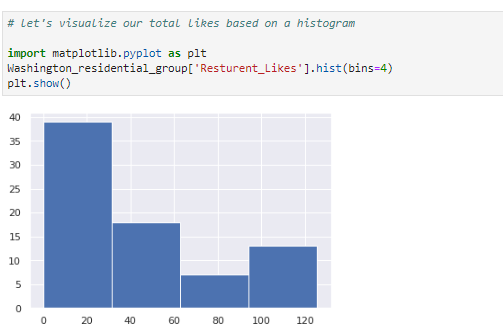 # let's visualize our total likes based on a histogram
import matplotlib.pyplot as plt
Washington_residential_group['Resturent_Likes'].hist(bins=4)
plt.show()
40
35
30
25
20
15
10
5
0
0 20 40 60 80 100 120